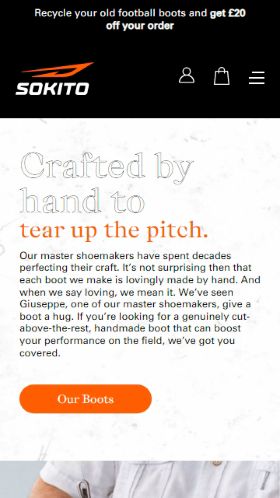 Recycle your old football boots and get £20
off your order
SOKITO
Crafted by
hand to
tear up the pitch.
Our master shoemakers have spent decades
perfecting their craft. It's not surprising then that
each boot we make is lovingly made by hand. And
when we say loving, we mean it. We've seen
Giuseppe, one of our master shoemakers, give a
boot a hug. If you're looking for a genuinely cut-
above-the-rest, handmade boot that can boost
your performance on the field, we've got you
covered.
Our Boots